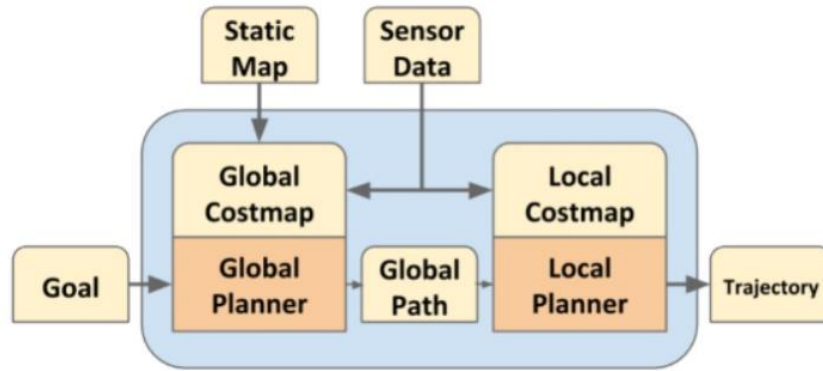 Static
Map
Sensor
Data
Global
Costmap
Local
Costmap
Goal
Global
Planner
Global
Path
Local
Planner
Trajectory